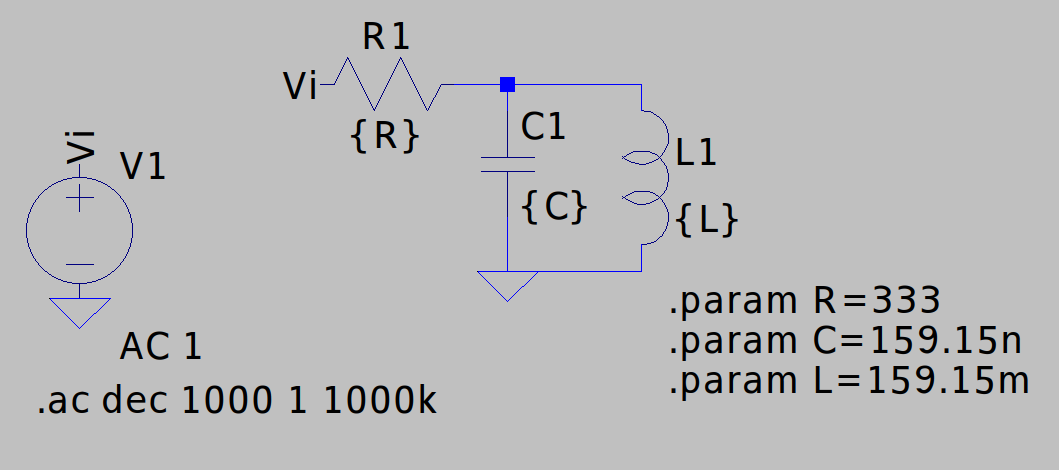 R1
Vi
{R}
C1
{C}
L1
{L}
Vi
V1
AC 1
.ac dec 1000 1 1000k
.param R=333
.param C=159.15n
.param L=159.15m